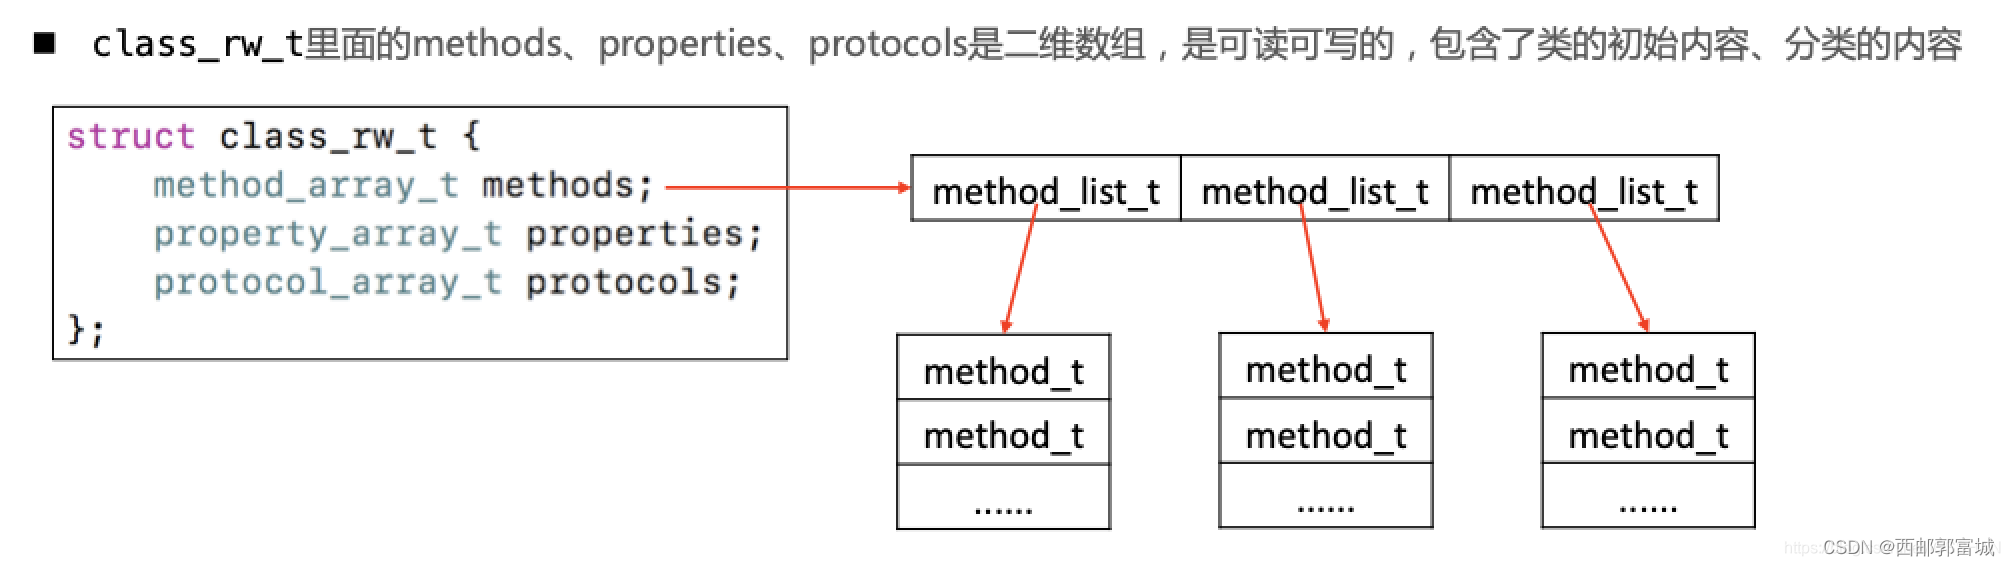 ■ class_rw_t里面的methods、properties、protocols是二维数组，是可读可写的，包含了类的初始内容、分类的内容
struct class_rw_t {
method_array_t methods;
property_array_t properties;
protocol_array_t protocols;
};
method_list_t method_list_t method_list_t
method_t method_t method_t
method_t method_t method_t
...... ...... ......
CSDN @西邮郭富城